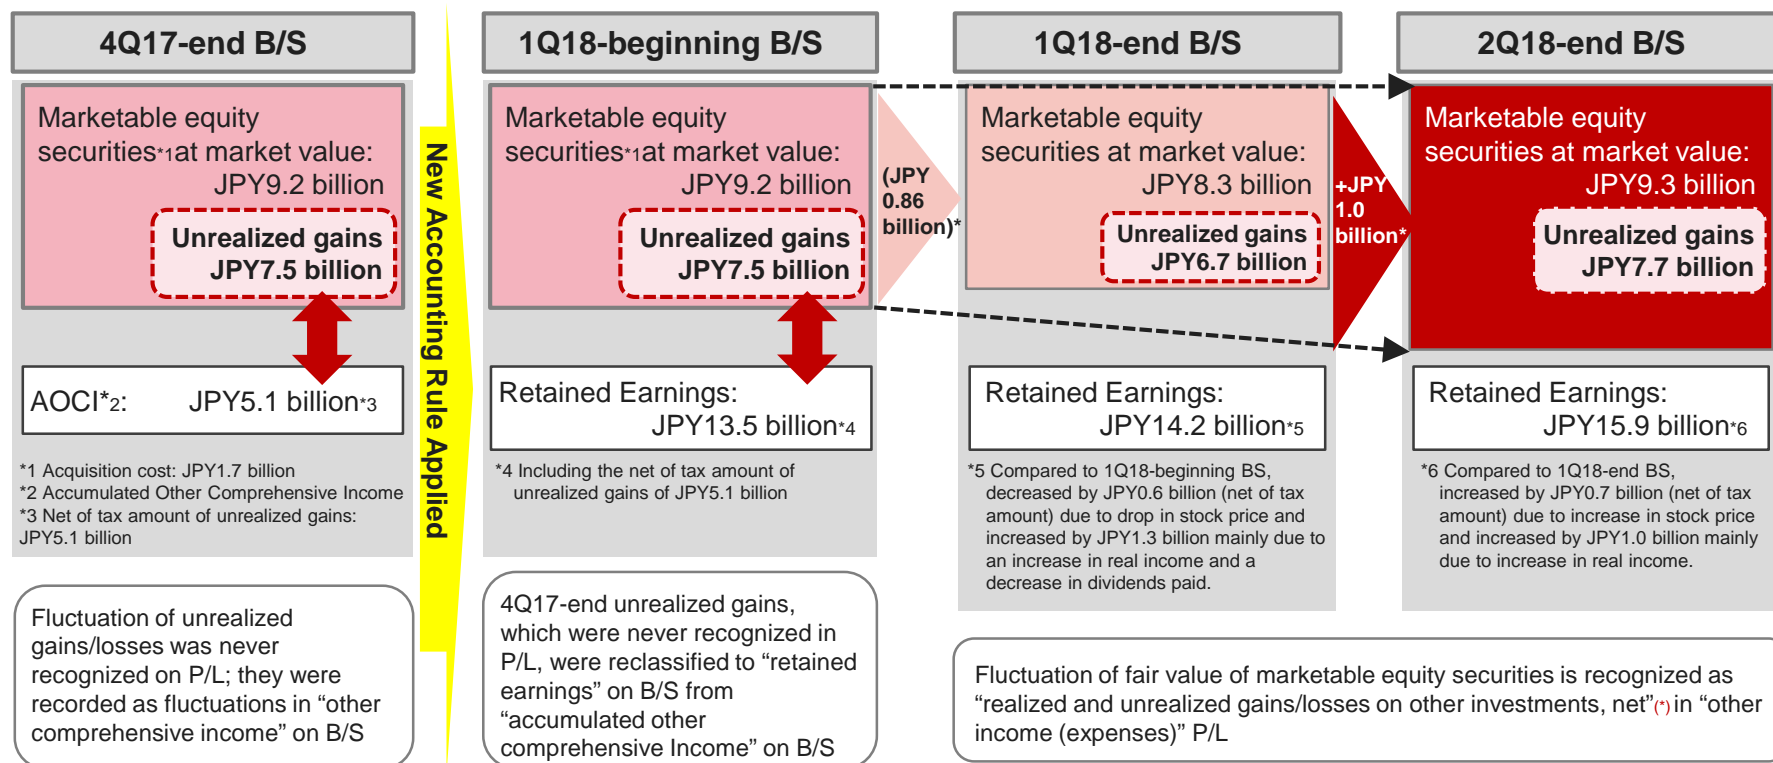 4Q17-end B/S
Marketable equity
securities*1at market value:
JPY9.2 billion
Unrealized gains
JPY7.5 billion
AOCI*2: JPY5.1 billion*3
*1 Acquisition cost: JPY1.7 billion
*2 Accumulated Other Comprehensive Income
*3 Net of tax amount of unrealized gains:
JPY5.1 billion
Fluctuation of unrealized
gains/losses was never
recognized on P/L; they were
recorded as fluctuations in “other
comprehensive income” on B/S
New Accounting Rule Applied
1Q18-beginning B/S
Marketable equity
securities*1at market value:
JPY9.2 billion
Unrealized gains
JPY7.5 billion
Retained Earnings:
JPY13.5 billion*4
*4 Including the net of tax amount of
unrealized gains of JPY5.1 billion
4Q17-end unrealized gains,
which were never recognized in
P/L, were reclassified to “retained
earnings” on B/S from
“accumulated other
comprehensive Income” on B/S
(JPY
0.86
billion)*
1Q18-end B/S
Marketable equity
securities at market value:
JPY8.3 billion
Unrealized gains
JPY6.7 billion
Retained Earnings:
JPY14.2 billion*5
*5 Compared to 1Q18-beginning BS,
decreased by JPY0.6 billion (net of tax
amount) due to drop in stock price and
increased by JPY1.3 billion mainly due to
an increase in real income and a
decrease in dividends paid.
+JPY
1.0
billion*
2Q18-end B/S
Marketable equity
securities at market value:
JPY9.3 billion
Unrealized gains
JPY7.7 billion
Retained Earnings:
JPY15.9 billion*6
*6 Compared to 1Q18-end BS,
increased by JPY0.7 billion (net of tax
amount) due to increase in stock price
and increased by JPY1.0 billion mainly
due to increase in real income.
Fluctuation of fair value of marketable equity securities is recognized as
“realized and unrealized gains/losses on other investments, net”(*) in “other
income (expenses)” P/L